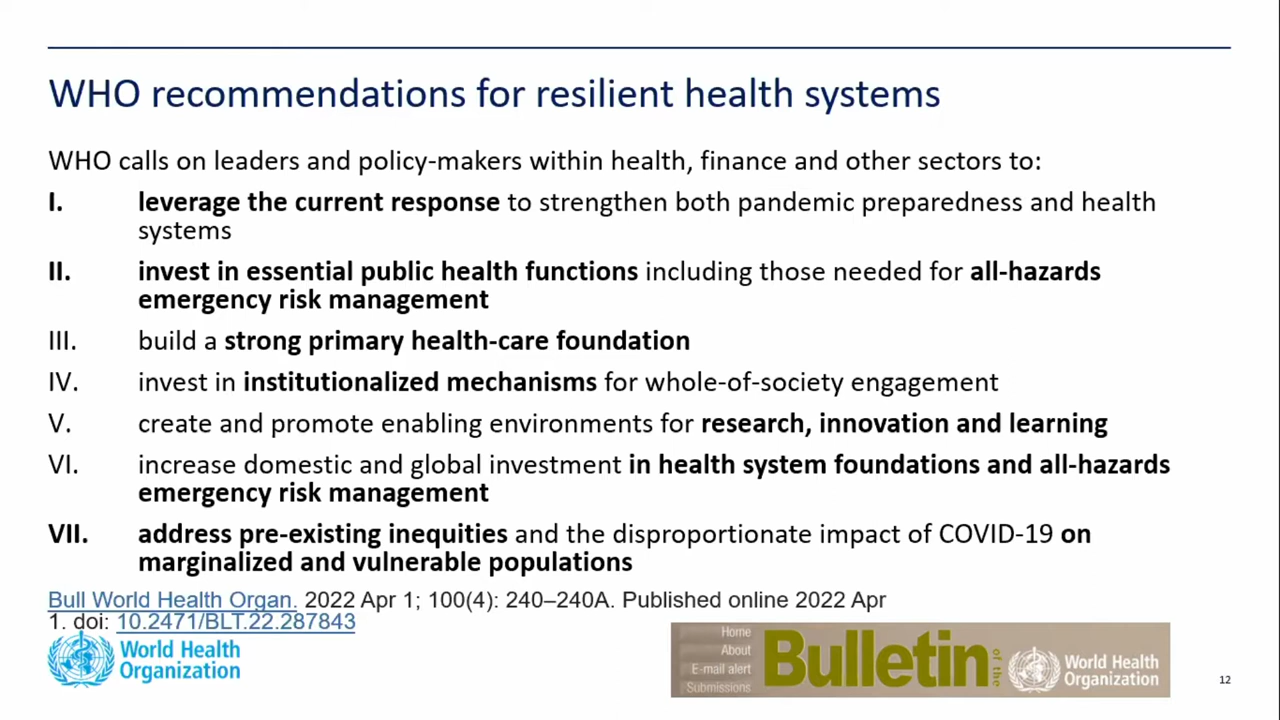 WHO recommendations for resilient health systems
WHO calls on leaders and policy-makers within health, finance and other sectors to:
I. leverage the current response to strengthen both pandemic preparedness and health
systems
II. invest in essential public health functions including those needed for all-hazards
emergency risk management
III. build a strong primary health-care foundation
IV. invest in institutionalized mechanisms for whole-of-society engagement
V. create and promote enabling environments for research, innovation and learning
VI. increase domestic and global investment in health system foundations and all-hazards
emergency risk management
VII. address pre-existing inequities and the disproportionate impact of COVID-19 on
marginalized and vulnerable populations
Bull World Health Organ. 2022 Apr 1; 100(4): 240–240A. Published online 2022 Apr
1. doi: 10.2471/BLT.22.287843
World Health
Organization
Home
About
E-mail alert
Submissions
Bulletin
of the
World Health
Organization
12